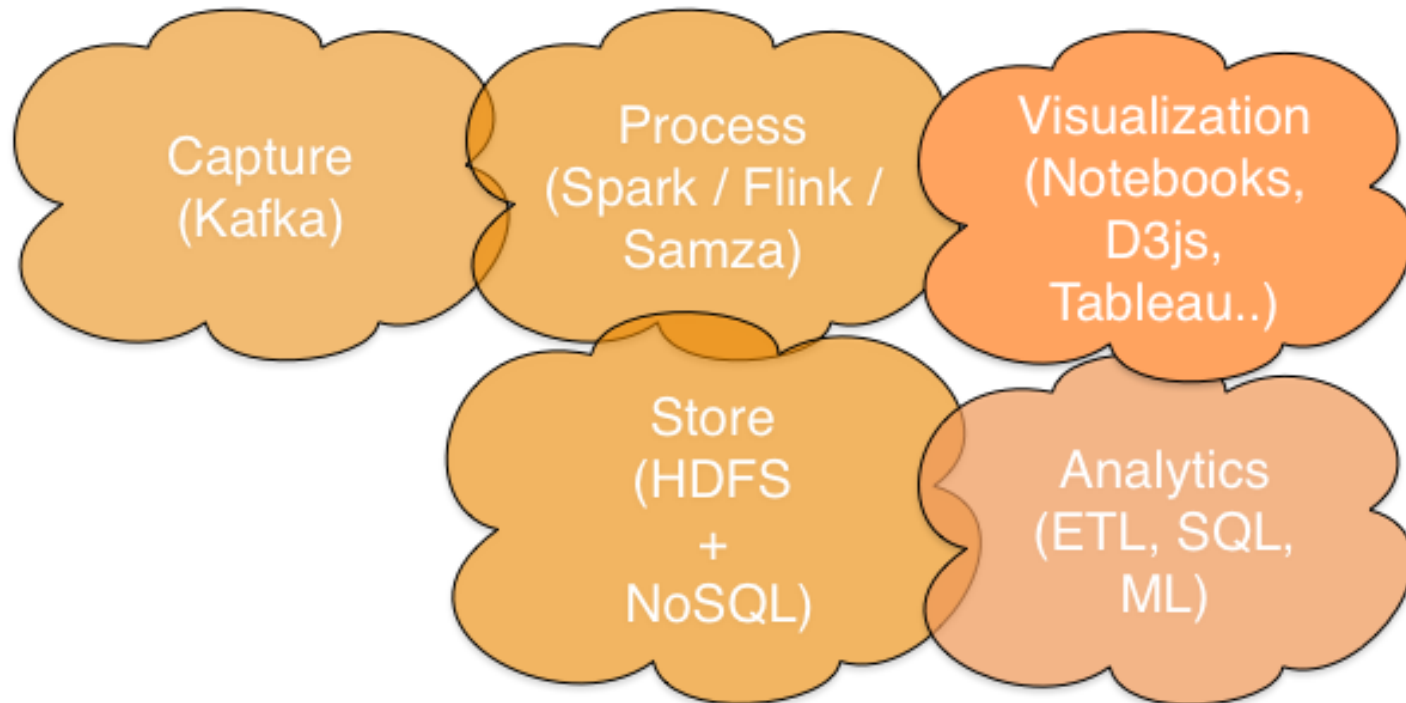 Capture
(Kafka)
Process
(Spark / Flink /
Samza)
Visualization
(Notebooks,
D3js,
Tableau..)
Store
(HDFS
+
NoSQL)
Analytics
(ETL, SQL,
ML)